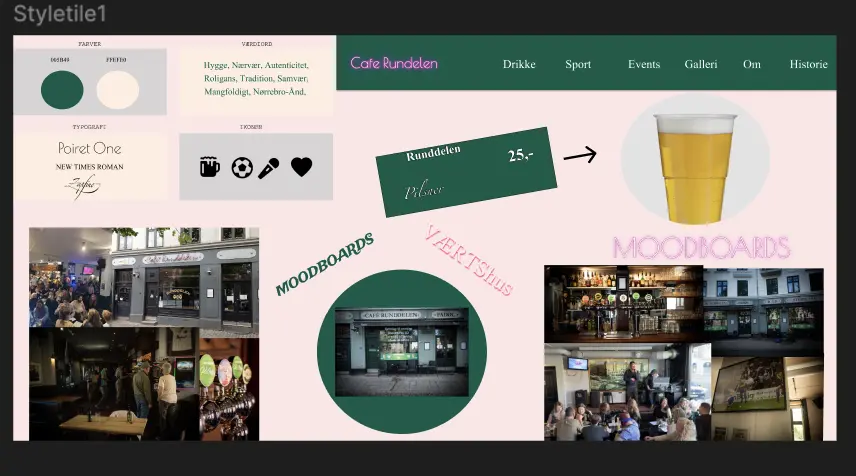 Styletile1
FARVER
VÆRDIORD
005B49
FFEFE0
Hygge, Nærvær, Autenticitet,
Roligans, Tradition, Samvær,
Mangfoldigt, Nørrebro-Ånd,
TYPOGRAFI
IKONER
Poiret One
NEW TIMES ROMAN
Zapfino
Cafe Rundelen
Drikke
Sport
Events
Galleri
Om
Historie
Runddelen
25,-
Pilsner
MOODBOARDS
VÆRTShus
MOODBOARDS
CAFE RUNDDELEN